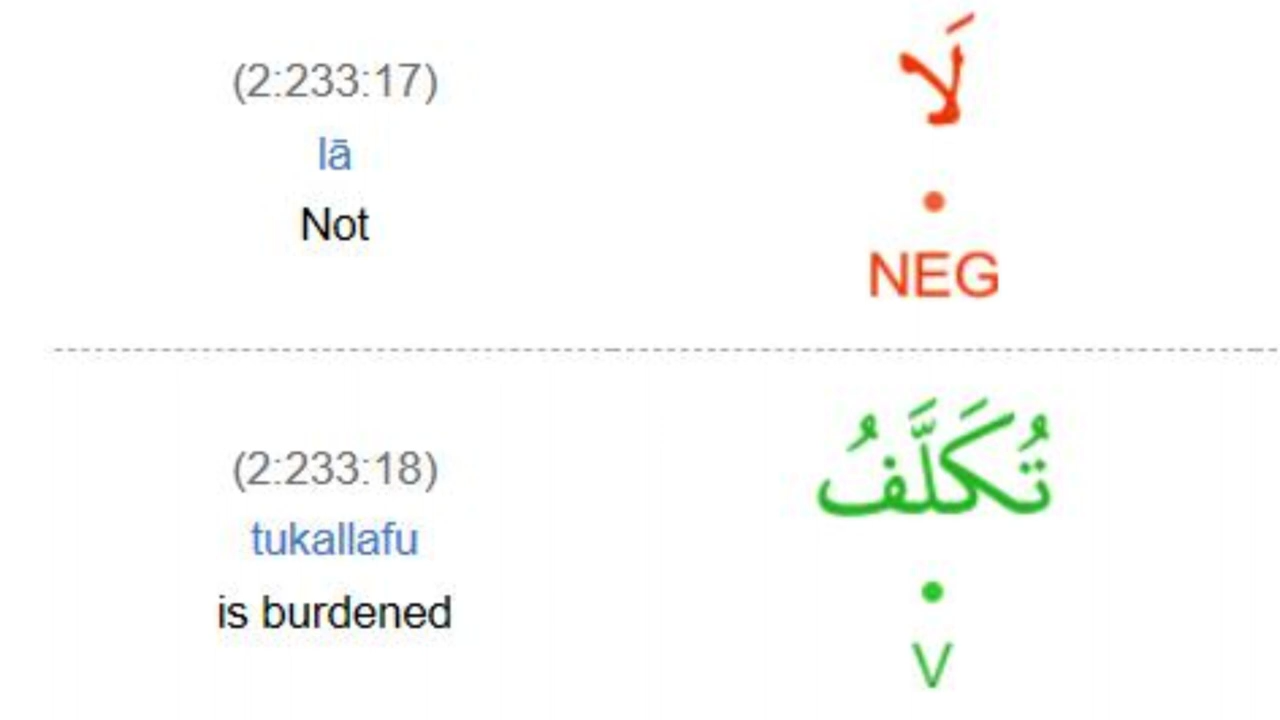 (2:233:17)
lā
Not
لَا
NEG
(2:233:18)
tukallafu
is burdened
تُكَلَّفُ
V